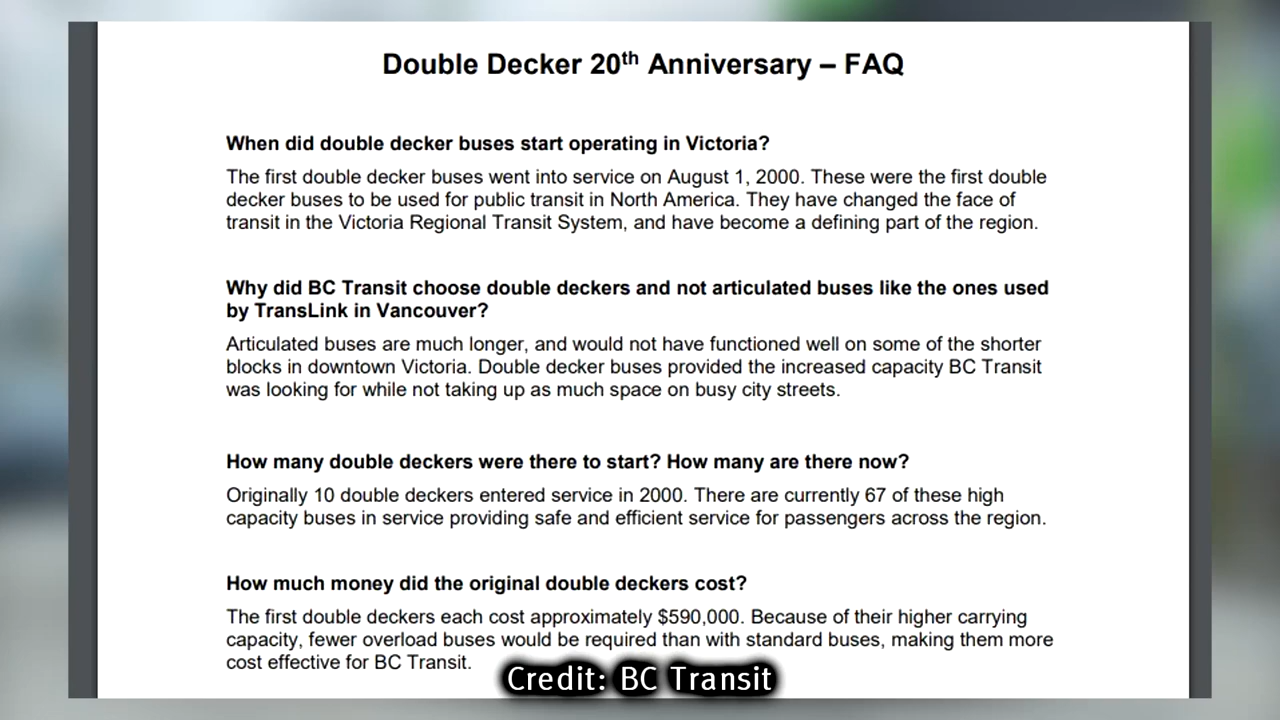 Double Decker 20th Anniversary – FAQ
When did double decker buses start operating in Victoria?
The first double decker buses went into service on August 1, 2000. These were the first double
decker buses to be used for public transit in North America. They have changed the face of
transit in the Victoria Regional Transit System, and have become a defining part of the region.
Why did BC Transit choose double deckers and not articulated buses like the ones used
by TransLink in Vancouver?
Articulated buses are much longer, and would not have functioned well on some of the shorter
blocks in downtown Victoria. Double decker buses provided the increased capacity BC Transit
was looking for while not taking up as much space on busy city streets.
How many double deckers were there to start? How many are there now?
Originally 10 double deckers entered service in 2000. There are currently 67 of these high
capacity buses in service providing safe and efficient service for passengers across the region.
How much money did the original double deckers cost?
The first double deckers each cost approximately $590,000. Because of their higher carrying
capacity, fewer overload buses would be required than with standard buses, making them more
cost effective for BC Transit.
Credit: BC Transit